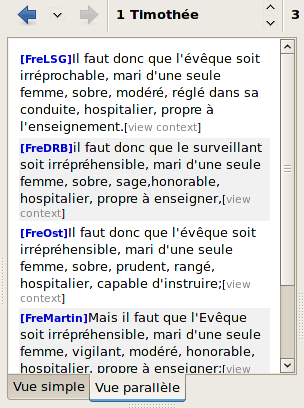 1 Timothée 3
[FreLSG]Il faut donc que l'évêque soit
irréprochable, mari d'une seule
femme, sobre, modéré, réglé dans sa
conduite, hospitalier, propre à
l'enseignement.[view context]
[FreDRB]il faut donc que le surveillant
soit irrépréhensible, mari d'une seule
femme, sobre, sage,honorable,
hospitalier, propre à enseigner,[view
context]
[FreOst]Il faut donc que l'évêque soit
irrépréhensible, mari d'une seule
femme, sobre, prudent, rangé,
hospitalier, capable d'instruire;[view
context]
[FreMartin]Mais il faut que l'Evêque
soit irrépréhensible, mari d'une seule
femme, vigilant, modéré, honorable,
hospitalier, propre à enseigner;[view
Vue simple Vue parallèle